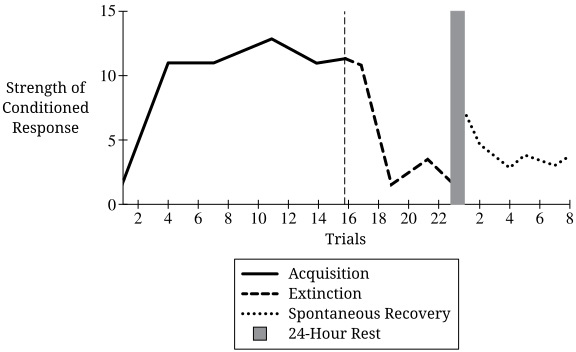 15
10
5
0
Strength of
Conditioned
Response
2 4 6 8 10 12 14 16 18 20 22 2 4 6 8
Trials
Acquisition
Extinction
Spontaneous Recovery
24-Hour Rest